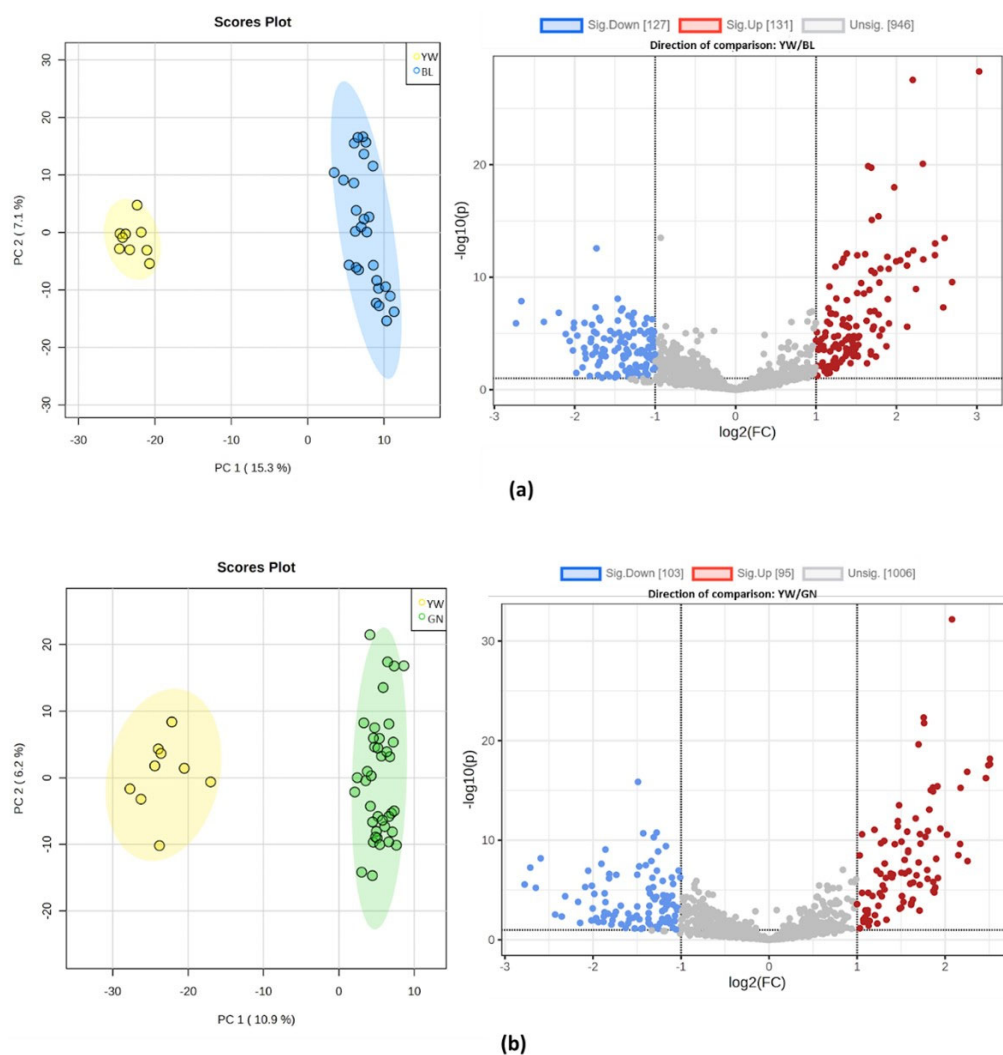 Scores Plot
YW
BL
30
20
10
0
-10
-20
-30
-30
-20
-10
0
10
PC 2 ( 7.1 %)
PC 1 ( 15.3 %)
Sig.Down [127] Sig.Up [131] Unsig. [946]
Direction of comparison: YW/BL
20
10
0
-3
-2
-1
0
1
2
3
-log10(p)
log2(FC)
(a)
Scores Plot
YW
GN
20
10
0
-10
-20
-30
-20
-10
0
10
PC 2 ( 6.2 %)
PC 1 ( 10.9 %)
Sig.Down [103] Sig.Up [95] Unsig. [1006]
Direction of comparison: YW/GN
30
20
10
0
-3
-2
-1
0
1
2
-log10(p)
log2(FC)
(b)